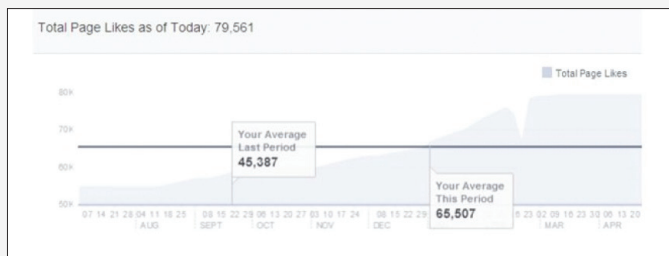 Total Page Likes as of Today: 79,561
Total Page Likes
80K
70K
60K
50K
Your Average
Last Period
45,387
Your Average
This Period
65,507
07 14 21 28 04 11 18 25 08 15 22 29 06 13 20 27 03 10 17 24 08 15 22 29 6 23 02 09 16 23 30 06 13 20
AUG SEPT OCT NOV DEC MAR APR